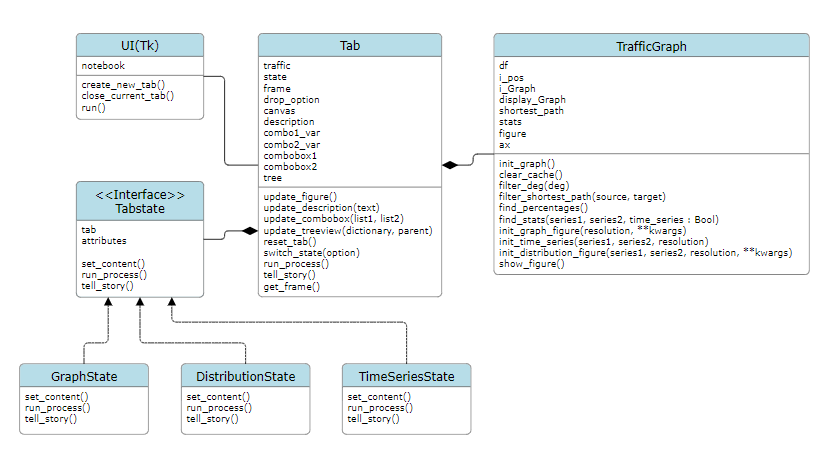 UI(Tk)
notebook
create_new_tab()
close_current_tab()
run()
Tab
traffic
state
frame
drop_option
canvas
description
combo1_var
combo2_var
combobox1
combobox2
tree
update_figure()
update_description(text)
update_combobox(list1, list2)
update_treeview(dictionary, parent)
reset_tab()
switch_state(option)
run_process()
tell_story()
get_frame()
TrafficGraph
df
i_pos
i_Graph
display_Graph
shortest_path
stats
figure
ax
init_graph()
clear_cache()
filter_deg(deg)
filter_shortest_path(source, target)
find_percentages()
find_stats(series1, series2, time_series : Bool)
init_graph_figure(resolution, **kwargs)
init_time_series(series1, series2, resolution)
init_distribution_figure(series1, series2, resolution, **kwargs)
show_figure()
<<Interface>>
Tabstate
tab
attributes
set_content()
run_process()
tell_story()
GraphState
set_content()
run_process()
tell_story()
DistributionState
set_content()
run_process()
tell_story()
TimeSeriesState
set_content()
run_process()
tell_story()